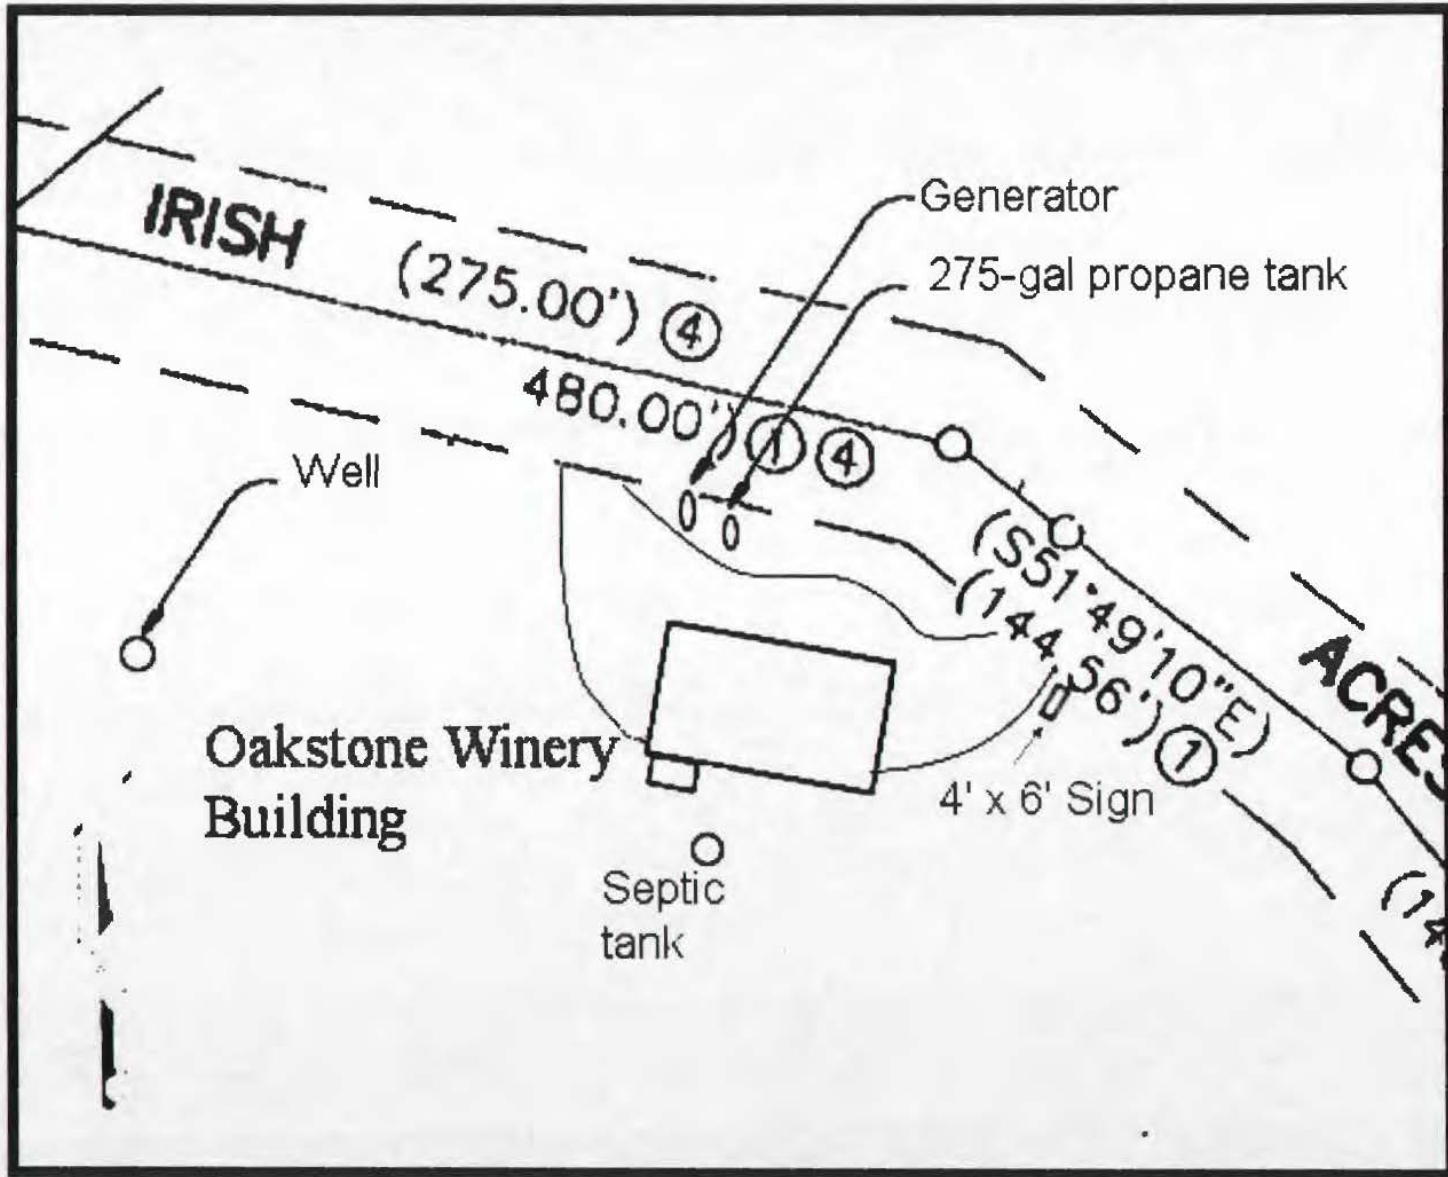 Generator
IRISH
275-gal propane tank
(275.00') ④
480.00') ① ④
Well
(S51°49'10"E)
(144.56') ①
ACRES
Oakstone Winery
Building
4' x 6' Sign
Septic
tank
(14